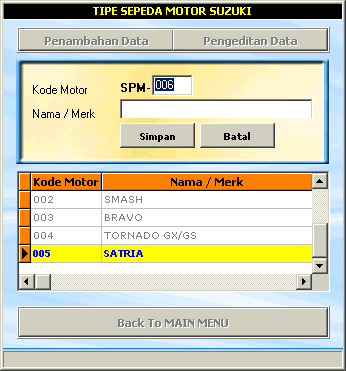 TIPE SEPEDA MOTOR SUZUKI
Penambahan Data Pengeditan Data
Kode Motor SPM- 006
Nama / Merk
Simpan Batal
Kode Motor Nama / Merk
002 SMASH
003 BRAVO
004 TORNADO GX/GS
005 SATRIA
Back To MAIN MENU